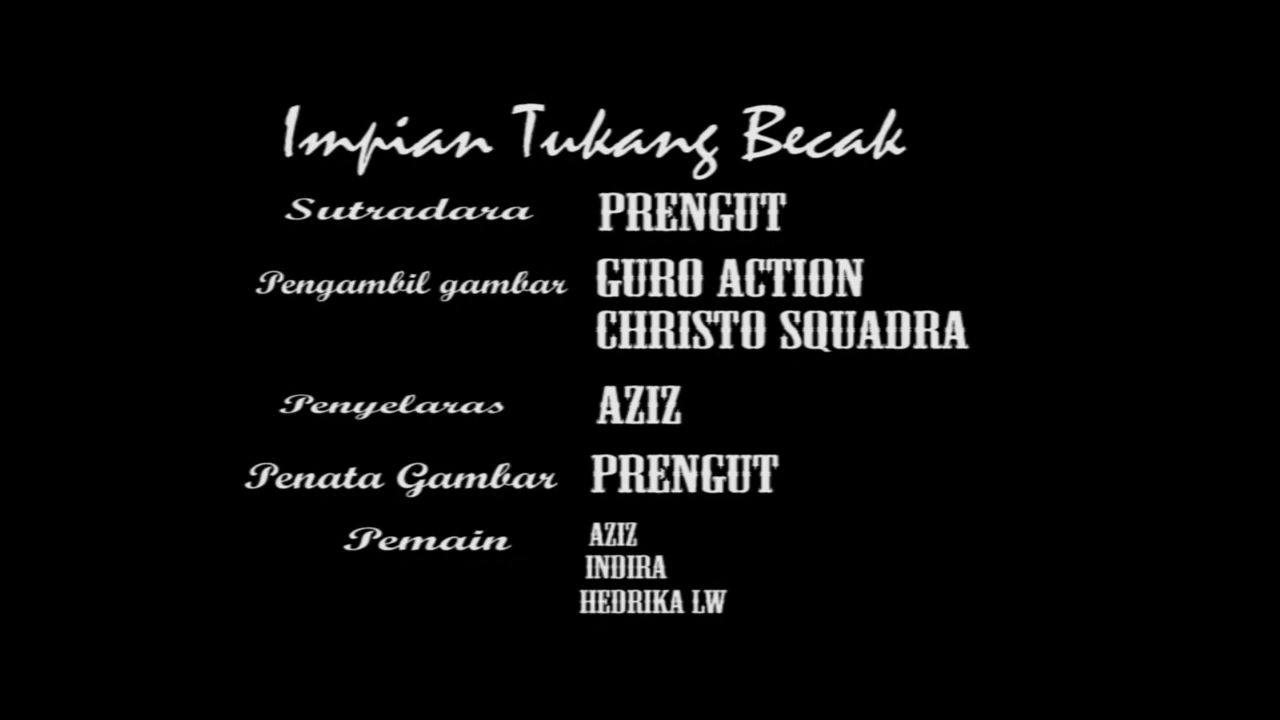 Impian Tukang Becak
Sutradara PRENGUT
Pengambil gambar GURO ACTION
CHRISTO SQUADRA
Penyelaras AZIZ
Penata Gambar PRENGUT
Pemain AZIZ
INDIRA
HEDRIKA LW